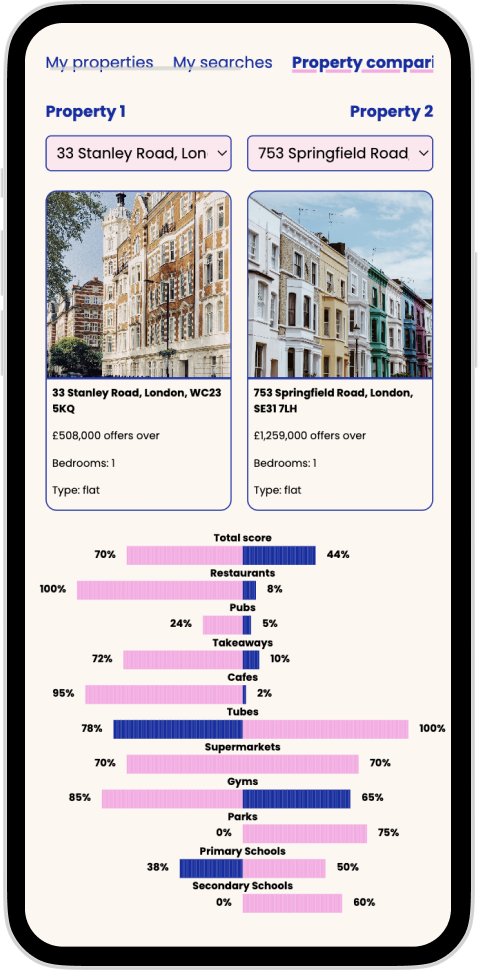 My properties My searches Property compari
Property 1 Property 2
33 Stanley Road, Lon 753 Springfield Road,
33 Stanley Road, London, WC23
5KQ
£508,000 offers over
Bedrooms: 1
Type: flat
753 Springfield Road, London,
SE31 7LH
£1,259,000 offers over
Bedrooms: 1
Type: flat
Total score
70% 44%
Restaurants
100% 8%
Pubs
24% 5%
Takeaways
72% 10%
Cafes
95% 2%
Tubes
78% 100%
Supermarkets
70% 70%
Gyms
85% 65%
Parks
0% 75%
Primary Schools
38% 50%
Secondary Schools
0% 60%